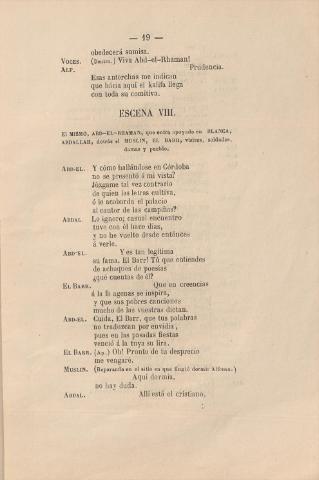 — 19 —
obedecerá sumisa.
VOCES. (Dentro.) Viva Abd-el-Rhaman!
ALF. Prudencia.
Esas antorchas me indican
que hácia aquí el kalifa llega
con toda su comitiva.
ESCENA VIII.
EL MISMO, ABD-EL-RHAMAN, que entra apoyado en BLANCA,
ABDALLAH, detrás el MUSLIN, EL BARR, visires, soldados,
damas y pueblo.
ABD-EL. Y cómo hallándose en Córdoba
no se presentó á mi vista?
Júzgame tal vez contrario
de quien las letras cultiva,
ó le acobarda el palacio
al cantor de las campiñas?
ABDAL. Lo ignoro; casual encuentro
tuve con él hace dias,
y no he vuelto desde entónces
á verle.
ABD-EL. Y es tan legítima
su fama, El Barr? Tú que entiendes
de achaques de poesías
¿qué cuentas de él?
EL BARR. Que en creencias
á la fé agenas se inspira,
y que sus pobres canciones
mucho de las vuestras distan.
ABD-EL. Cuida, El Barr, que tus palabras
no traduzcan por envidia,
pues en las pasadas fiestas
venció á la tuya su lira.
EL BARR. (Ap.) Oh! Pronto de tu desprecio
me vengaré.
MUSLIN. (Reparando en el sitio en que fingió dormir Alfonso.)
Aquí dormia,
no hay duda.
ABDAL. Allí está el cristiano,